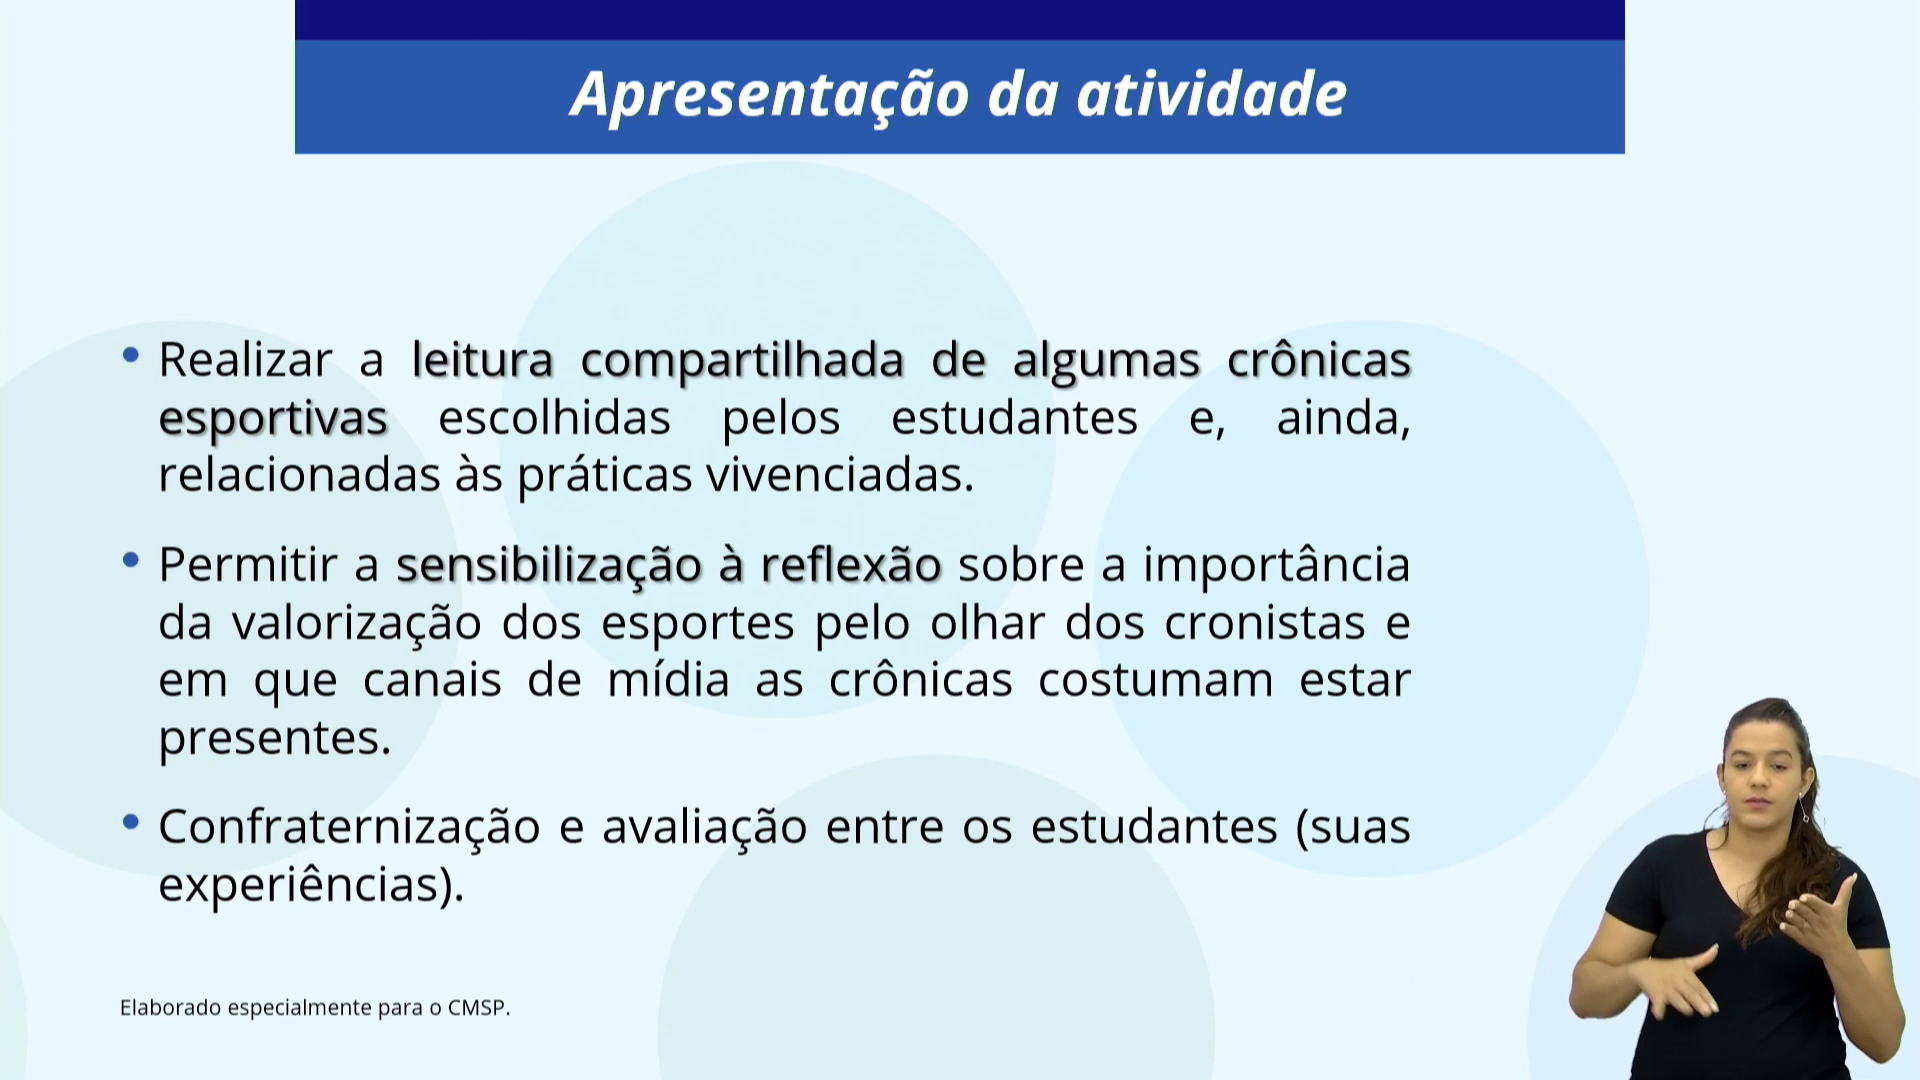 Apresentação da atividade
• Realizar a leitura compartilhada de algumas crônicas
esportivas escolhidas pelos estudantes e, ainda,
relacionadas às práticas vivenciadas.
• Permitir a sensibilização à reflexão sobre a importância
da valorização dos esportes pelo olhar dos cronistas e
em que canais de mídia as crônicas costumam estar
presentes.
• Confraternização e avaliação entre os estudantes (suas
experiências).
Elaborado especialmente para o CMSP.